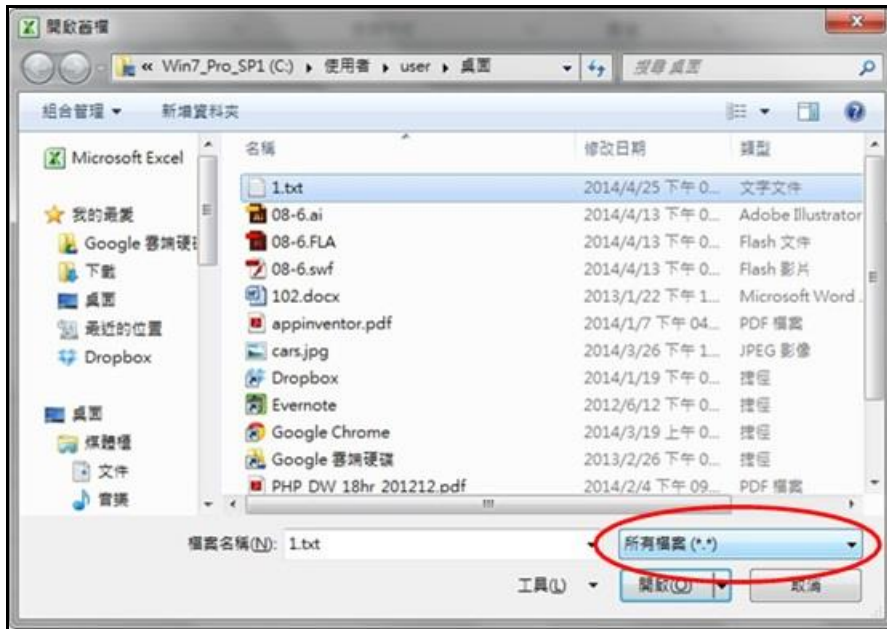 開啟舊檔
« Win7_Pro_SP1 (C:) ▸ 使用者 ▸ user ▸ 桌面
搜尋 桌面
組合管理 ▾ 新增資料夾
Microsoft Excel
我的最愛
Google 雲端硬碟
下載
桌面
最近的位置
Dropbox
桌面
媒體櫃
文件
音樂
名稱 修改日期 類型
1.txt 2014/4/25 下午 0... 文字文件
08-6.ai 2014/4/13 下午 0... Adobe Illustrator
08-6.FLA 2014/4/13 下午 0... Flash 文件
08-6.swf 2014/4/13 下午 0... Flash 影片
102.docx 2013/1/22 下午 1... Microsoft Word .
appinventor.pdf 2014/1/7 下午 04... PDF 檔案
cars.jpg 2014/3/26 下午 1... JPEG 影像
Dropbox 2014/1/19 下午 0... 捷徑
Evernote 2012/6/12 下午 0... 捷徑
Google Chrome 2014/3/19 上午 0... 捷徑
Google 雲端硬碟 2013/2/26 下午 0... 捷徑
PHP_DW_18hr_201212.pdf 2014/2/4 下午 09... PDF 檔案
檔案名稱(N): 1.txt 所有檔案 (*.*)
工具(L) 開啟(O) 取消